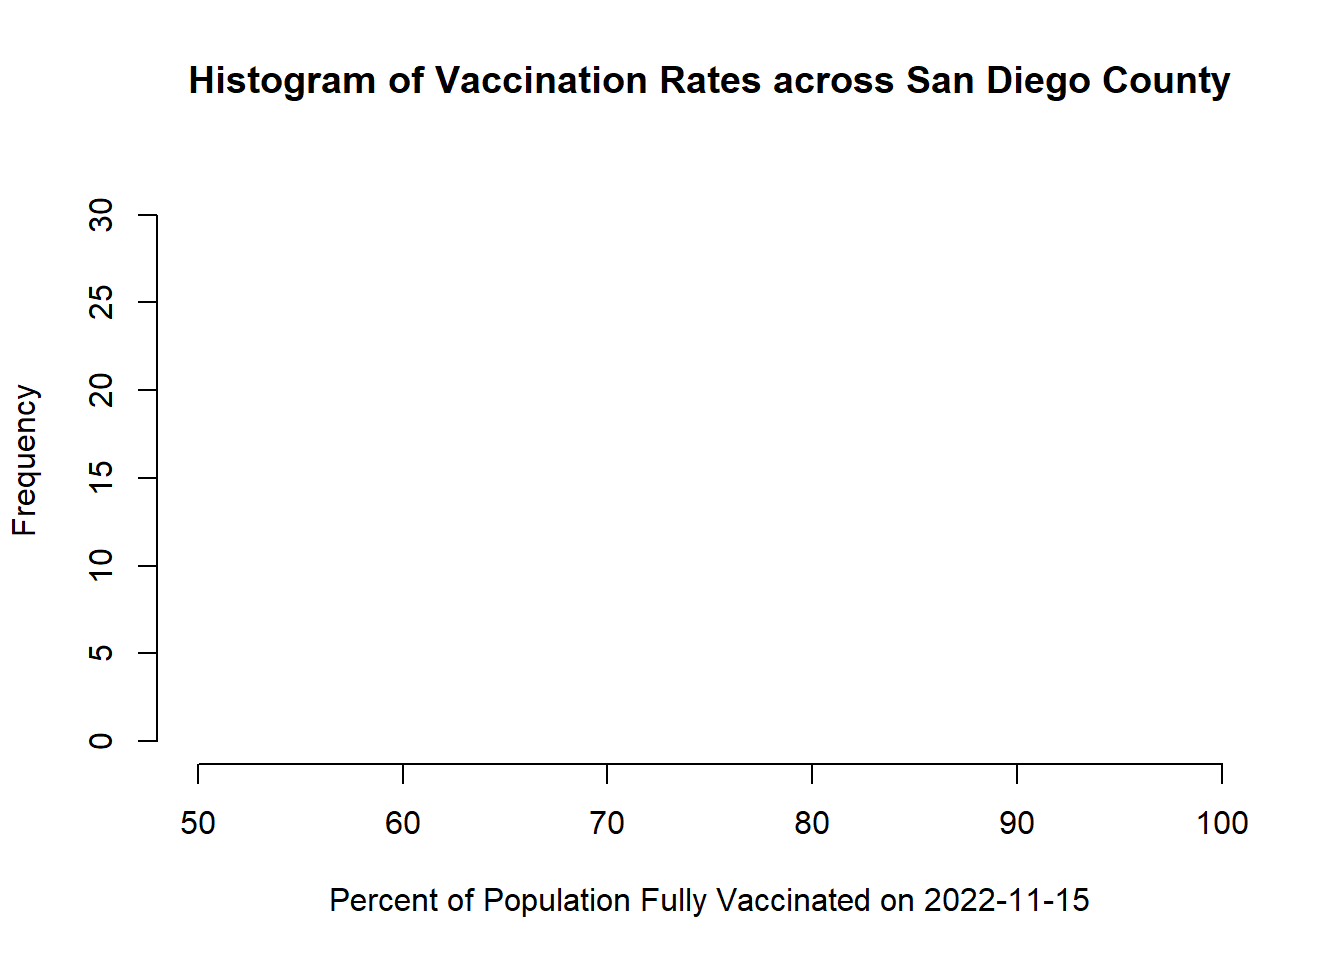 Histogram of Vaccination Rates across San Diego County
Frequency
30
25
20
15
10
5
0
50 60 70 80 90 100
Percent of Population Fully Vaccinated on 2022-11-15